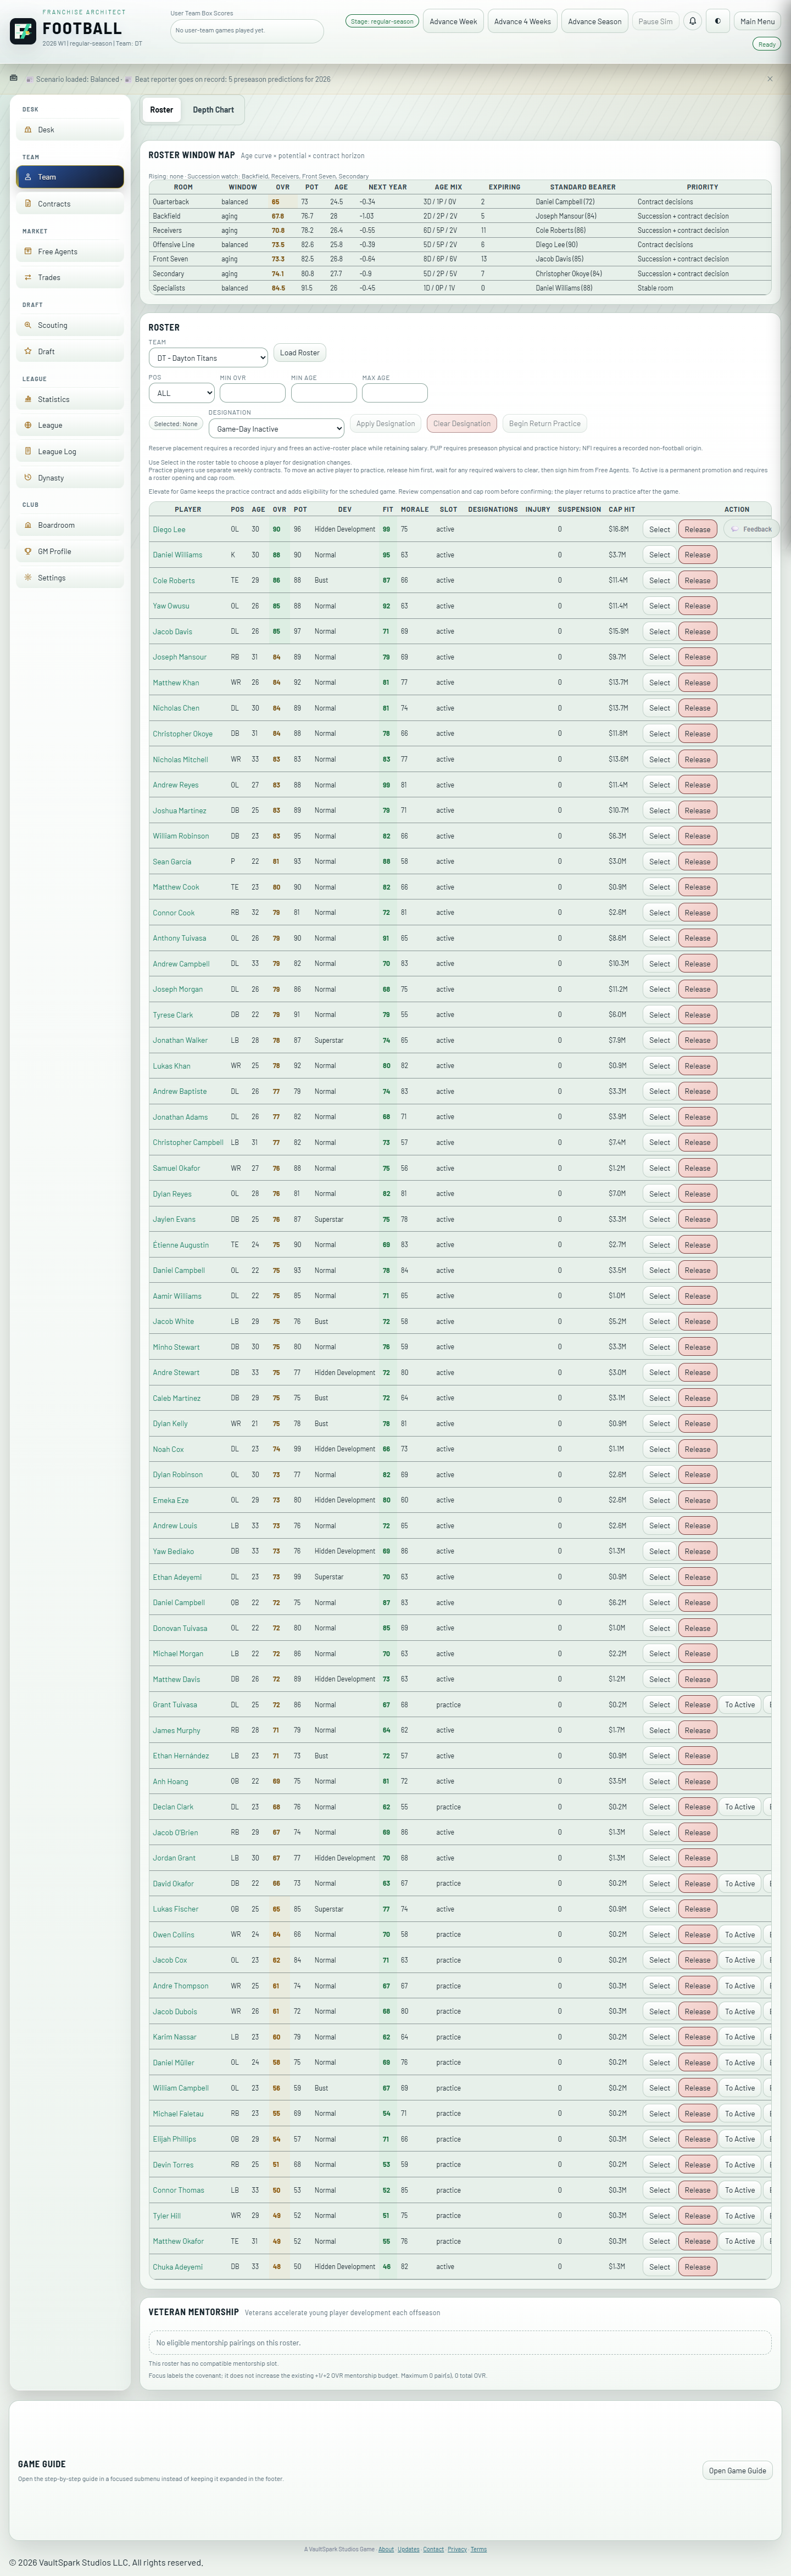 FRANCHISE ARCHITECT
FOOTBALL
2026 W1 | regular-season | Team: DT
User Team Box Scores
No user-team games played yet.
Stage: regular-season
Advance Week
Advance 4 Weeks
Advance Season
Pause Sim
Main Menu
Ready
Scenario loaded: Balanced · Beat reporter goes on record: 5 preseason predictions for 2026
DESK
Desk
TEAM
Team
Contracts
MARKET
Free Agents
Trades
DRAFT
Scouting
Draft
LEAGUE
Statistics
League
League Log
Dynasty
CLUB
Boardroom
GM Profile
Settings
Roster Depth Chart
ROSTER WINDOW MAP Age curve + potential + contract horizon
Rising: none · Succession watch: Backfield, Receivers, Front Seven, Secondary
ROOM WINDOW OVR POT AGE NEXT YEAR AGE MIX EXPIRING STANDARD BEARER PRIORITY
Quarterback balanced 65 73 24.5 -0.34 3D / 1P / 0V 2 Daniel Campbell (72) Contract decisions
Backfield aging 67.8 76.7 28 -1.03 2D / 2P / 2V 5 Joseph Mansour (84) Succession + contract decision
Receivers aging 70.8 78.2 26.4 -0.55 6D / 5P / 2V 11 Cole Roberts (86) Succession + contract decision
Offensive Line balanced 73.5 82.6 25.8 -0.39 5D / 5P / 2V 6 Diego Lee (90) Contract decisions
Front Seven aging 73.3 82.5 26.8 -0.64 8D / 6P / 6V 13 Jacob Davis (85) Succession + contract decision
Secondary aging 74.1 80.8 27.7 -0.9 5D / 2P / 5V 7 Christopher Okoye (84) Succession + contract decision
Specialists balanced 84.5 91.5 26 -0.45 1D / 0P / 1V 0 Daniel Williams (88) Stable room
ROSTER
TEAM
DT - Dayton Titans
Load Roster
POS MIN OVR MIN AGE MAX AGE
ALL
DESIGNATION
Selected: None Game-Day Inactive Apply Designation Clear Designation Begin Return Practice
Reserve placement requires a recorded injury and frees an active-roster place while retaining salary. PUP requires preseason physical and practice history; NFI requires a recorded non-football origin.
Use Select in the roster table to choose a player for designation changes.
Practice players use separate weekly contracts. To move an active player to practice, release him first, wait for any required waivers to clear, then sign him from Free Agents. To Active is a permanent promotion and requires a roster opening and cap room.
Elevate for Game keeps the practice contract and adds eligibility for the scheduled game. Review compensation and cap room before confirming; the player returns to practice after the game.
PLAYER POS AGE OVR POT DEV FIT MORALE SLOT DESIGNATIONS INJURY SUSPENSION CAP HIT ACTION
Diego Lee OL 30 90 96 Hidden Development 99 75 active 0 $16.8M Select Release Feedback
Daniel Williams K 30 88 90 Normal 95 63 active 0 $3.7M Select Release
Cole Roberts TE 29 86 88 Bust 87 66 active 0 $11.4M Select Release
Yaw Owusu OL 26 85 88 Normal 92 63 active 0 $11.4M Select Release
Jacob Davis DL 26 85 97 Normal 71 69 active 0 $15.9M Select Release
Joseph Mansour RB 31 84 89 Normal 79 69 active 0 $9.7M Select Release
Matthew Khan WR 26 84 92 Normal 81 77 active 0 $13.7M Select Release
Nicholas Chen DL 30 84 89 Normal 81 74 active 0 $13.7M Select Release
Christopher Okoye DB 31 84 88 Normal 78 66 active 0 $11.8M Select Release
Nicholas Mitchell WR 33 83 83 Normal 83 77 active 0 $13.6M Select Release
Andrew Reyes OL 27 83 88 Normal 99 81 active 0 $11.4M Select Release
Joshua Martinez DB 25 83 89 Normal 79 71 active 0 $10.7M Select Release
William Robinson DB 23 83 95 Normal 82 66 active 0 $6.3M Select Release
Sean Garcia P 22 81 93 Normal 88 58 active 0 $3.0M Select Release
Matthew Cook TE 23 80 90 Normal 82 66 active 0 $0.9M Select Release
Connor Cook RB 32 79 81 Normal 72 81 active 0 $2.6M Select Release
Anthony Tuivasa OL 26 79 90 Normal 91 65 active 0 $8.6M Select Release
Andrew Campbell DL 33 79 82 Normal 70 83 active 0 $10.3M Select Release
Joseph Morgan DL 26 79 86 Normal 68 75 active 0 $11.2M Select Release
Tyrese Clark DB 22 79 91 Normal 79 55 active 0 $6.0M Select Release
Jonathan Walker LB 28 78 87 Superstar 74 65 active 0 $7.9M Select Release
Lukas Khan WR 25 78 92 Normal 80 82 active 0 $0.9M Select Release
Andrew Baptiste DL 26 77 79 Normal 74 83 active 0 $3.3M Select Release
Jonathan Adams DL 26 77 82 Normal 68 71 active 0 $3.9M Select Release
Christopher Campbell LB 31 77 82 Normal 73 57 active 0 $7.4M Select Release
Samuel Okafor WR 27 76 88 Normal 75 56 active 0 $1.2M Select Release
Dylan Reyes OL 28 76 81 Normal 82 81 active 0 $7.0M Select Release
Jaylen Evans DB 25 76 87 Superstar 75 78 active 0 $3.3M Select Release
Étienne Augustin TE 24 75 90 Normal 69 83 active 0 $2.7M Select Release
Daniel Campbell OL 22 75 93 Normal 78 84 active 0 $3.5M Select Release
Aamir Williams DL 22 75 85 Normal 71 65 active 0 $1.0M Select Release
Jacob White LB 29 75 76 Bust 72 58 active 0 $5.2M Select Release
Minho Stewart DB 30 75 80 Normal 76 59 active 0 $3.3M Select Release
Andre Stewart DB 33 75 77 Hidden Development 72 80 active 0 $3.0M Select Release
Caleb Martinez DB 29 75 75 Bust 72 64 active 0 $3.1M Select Release
Dylan Kelly WR 21 75 78 Bust 78 81 active 0 $0.9M Select Release
Noah Cox DL 23 74 99 Hidden Development 66 73 active 0 $1.1M Select Release
Dylan Robinson OL 30 73 77 Normal 82 69 active 0 $2.6M Select Release
Emeka Eze OL 29 73 80 Hidden Development 80 60 active 0 $2.6M Select Release
Andrew Louis LB 33 73 76 Normal 72 65 active 0 $2.6M Select Release
Yaw Bediako DB 33 73 76 Hidden Development 69 86 active 0 $1.3M Select Release
Ethan Adeyemi DL 23 73 99 Superstar 70 63 active 0 $0.9M Select Release
Daniel Campbell QB 22 72 75 Normal 87 83 active 0 $6.2M Select Release
Donovan Tuivasa OL 22 72 80 Normal 85 69 active 0 $1.0M Select Release
Michael Morgan LB 22 72 86 Normal 70 63 active 0 $2.2M Select Release
Matthew Davis DB 26 72 89 Hidden Development 73 63 active 0 $1.2M Select Release
Grant Tuivasa DL 25 72 86 Normal 67 68 practice 0 $0.2M Select Release To Active
James Murphy RB 28 71 79 Normal 64 62 active 0 $1.7M Select Release
Ethan Hernández LB 23 71 73 Bust 72 57 active 0 $0.9M Select Release
Anh Hoang QB 22 69 75 Normal 81 72 active 0 $3.5M Select Release
Declan Clark DL 23 68 76 Normal 62 55 practice 0 $0.2M Select Release To Active
Jacob O'Brien RB 29 67 74 Normal 69 86 active 0 $1.3M Select Release
Jordan Grant LB 30 67 77 Hidden Development 70 68 active 0 $1.3M Select Release
David Okafor DB 22 66 73 Normal 63 67 practice 0 $0.2M Select Release To Active
Lukas Fischer QB 25 65 85 Superstar 77 74 active 0 $0.9M Select Release
Owen Collins WR 24 64 66 Normal 70 58 practice 0 $0.2M Select Release To Active
Jacob Cox OL 23 62 84 Normal 71 63 practice 0 $0.2M Select Release To Active
Andre Thompson WR 25 61 74 Normal 67 67 practice 0 $0.3M Select Release To Active
Jacob Dubois WR 26 61 72 Normal 68 80 practice 0 $0.3M Select Release To Active
Karim Nassar LB 23 60 79 Normal 62 64 practice 0 $0.2M Select Release To Active
Daniel Müller OL 24 58 75 Normal 69 76 practice 0 $0.2M Select Release To Active
William Campbell OL 23 56 59 Bust 67 69 practice 0 $0.2M Select Release To Active
Michael Faletau RB 23 55 69 Normal 54 71 practice 0 $0.2M Select Release To Active
Elijah Phillips QB 29 54 57 Normal 71 66 practice 0 $0.3M Select Release To Active
Devin Torres RB 25 51 68 Normal 53 59 practice 0 $0.2M Select Release To Active
Connor Thomas LB 33 50 53 Normal 52 85 practice 0 $0.3M Select Release To Active
Tyler Hill WR 29 49 52 Normal 51 75 practice 0 $0.3M Select Release To Active
Matthew Okafor TE 31 49 52 Normal 55 76 practice 0 $0.3M Select Release To Active
Chuka Adeyemi DB 33 48 50 Hidden Development 46 82 active 0 $1.3M Select Release
VETERAN MENTORSHIP Veterans accelerate young player development each offseason
No eligible mentorship pairings on this roster.
This roster has no compatible mentorship slot.
Focus labels the covenant; it does not increase the existing +1/+2 OVR mentorship budget. Maximum 0 pair(s), 0 total OVR.
GAME GUIDE
Open the step-by-step guide in a focused submenu instead of keeping it expanded in the footer.
Open Game Guide
A VaultSpark Studios Game · About · Updates · Contact · Privacy · Terms
© 2026 VaultSpark Studios LLC. All rights reserved.